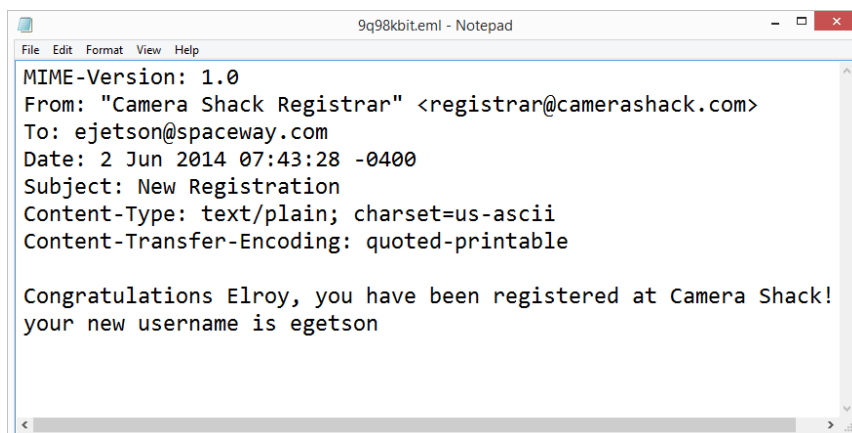 9q98kbit.eml - Notepad
File Edit Format View Help
MIME-Version: 1.0
From: "Camera Shack Registrar" <registrar@camerashack.com>
To: ejetson@spaceway.com
Date: 2 Jun 2014 07:43:28 -0400
Subject: New Registration
Content-Type: text/plain; charset=us-ascii
Content-Transfer-Encoding: quoted-printable
Congratulations Elroy, you have been registered at Camera Shack!
your new username is egetson